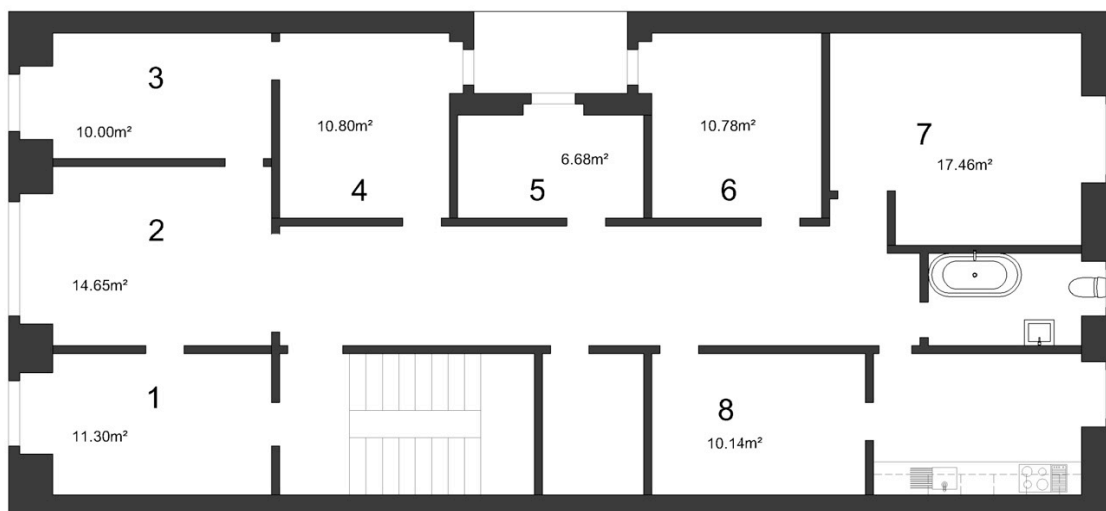 3
10.00m²
10.80m²
4
6.68m²
5
10.78m²
6
7
17.46m²
2
14.65m²
1
11.30m²
8
10.14m²